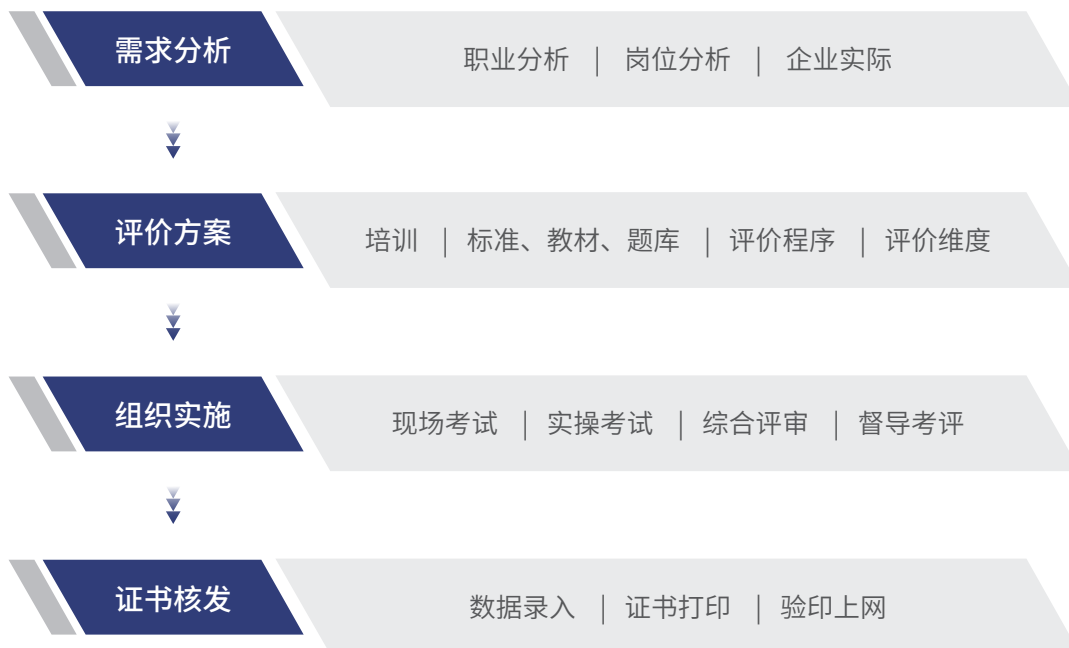 需求分析
职业分析 | 岗位分析 | 企业实际
评价方案
培训 | 标准、教材、题库 | 评价程序 | 评价维度
组织实施
现场考试 | 实操考试 | 综合评审 | 督导考评
证书核发
数据录入 | 证书打印 | 验印上网